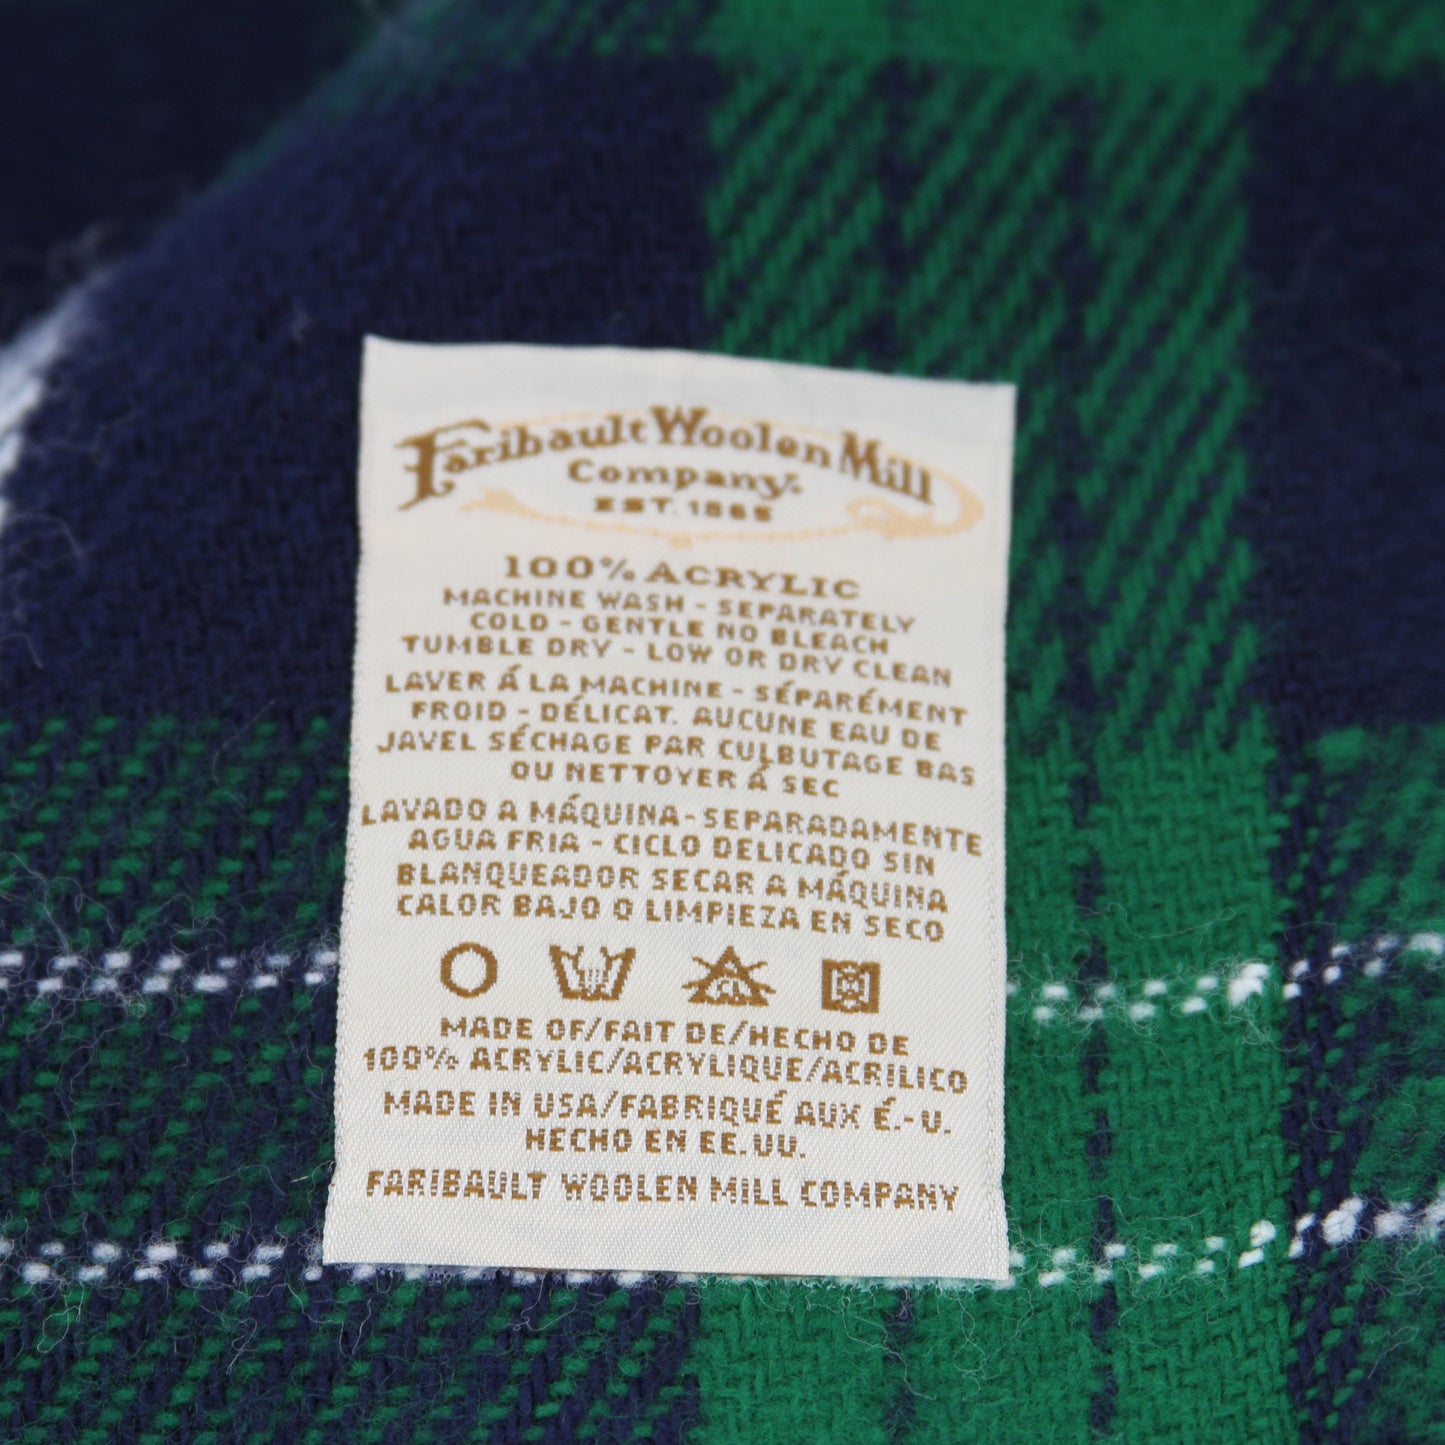 Faribault Woolen Mill
Company
EST. 1865
100% ACRYLIC
MACHINE WASH - SEPARATELY
COLD - GENTLE NO BLEACH
TUMBLE DRY - LOW OR DRY CLEAN
LAVER Á LA MACHINE - SÉPARÉMENT
FROID - DÉLICAT. AUCUNE EAU DE
JAVEL SÉCHAGE PAR CULBUTAGE BAS
OU NETTOYER Á SEC
LAVADO A MÁQUINA - SEPARADAMENTE
AGUA FRIA - CICLO DELICADO SIN
BLANQUEADOR SECAR A MÁQUINA
CALOR BAJO O LIMPIEZA EN SECO
CL
MADE OF/FAIT DE/HECHO DE
100% ACRYLIC/ACRYLIQUE/ACRILICO
MADE IN USA/FABRIQUÉ AUX É.-U.
HECHO EN EE.UU.
FARIBAULT WOOLEN MILL COMPANY